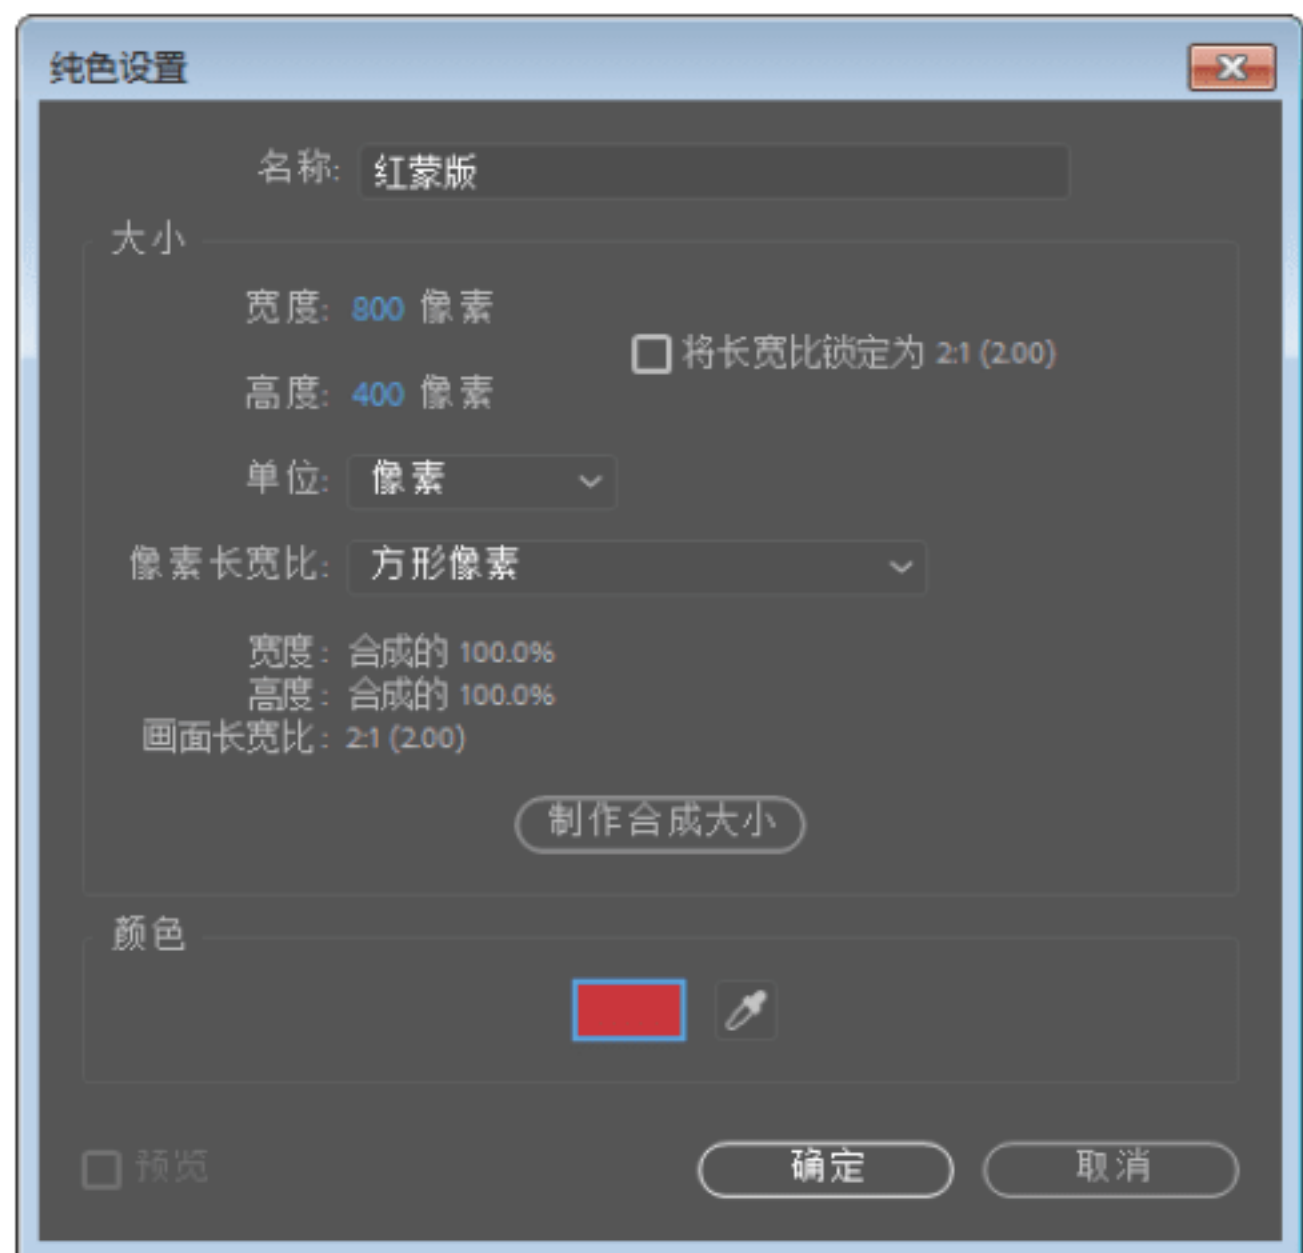 纯色设置
名称: 红蒙版
大小
宽度: 800 像素
将长宽比锁定为 2:1 (2.00)
高度: 400 像素
单位: 像素
像素长宽比: 方形像素
宽度: 合成的 100.0%
高度: 合成的 100.0%
画面长宽比: 2:1 (2.00)
制作合成大小
颜色
预览 确定 取消